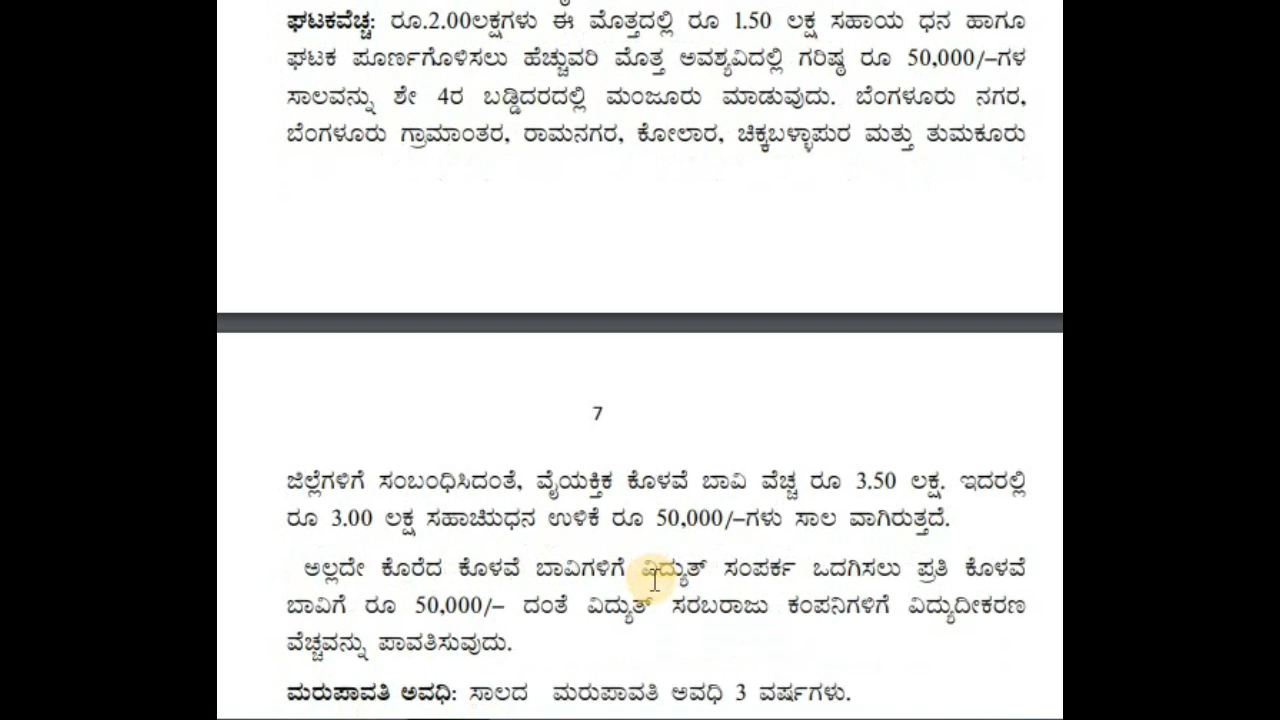 ಘಟಕವೆಚ್ಚ: ರೂ.2.00ಲಕ್ಷಗಳು ಈ ಮೊತ್ತದಲ್ಲಿ ರೂ 1.50 ಲಕ್ಷ ಸಹಾಯ ಧನ ಹಾಗೂ
ಘಟಕ ಪೂರ್ಣಗೊಳಿಸಲು ಹೆಚ್ಚುವರಿ ಮೊತ್ತ ಅವಶ್ಯವಿದಲ್ಲಿ ಗರಿಷ್ಠ ರೂ 50,000/-ಗಳ
ಸಾಲವನ್ನು ಶೇ 4ರ ಬಡ್ಡಿದರದಲ್ಲಿ ಮಂಜೂರು ಮಾಡುವುದು. ಬೆಂಗಳೂರು ನಗರ,
ಬೆಂಗಳೂರು ಗ್ರಾಮಾಂತರ, ರಾಮನಗರ, ಕೋಲಾರ, ಚಿಕ್ಕಬಳ್ಳಾಪುರ ಮತ್ತು ತುಮಕೂರು
7
ಜಿಲ್ಲೆಗಳಿಗೆ ಸಂಬಂಧಿಸಿದಂತೆ, ವೈಯಕ್ತಿಕ ಕೊಳವೆ ಬಾವಿ ವೆಚ್ಚ ರೂ 3.50 ಲಕ್ಷ. ಇದರಲ್ಲಿ
ರೂ 3.00 ಲಕ್ಷ ಸಹಾಯಧನ ಉಳಿಕೆ ರೂ 50,000/-ಗಳು ಸಾಲ ವಾಗಿರುತ್ತದೆ.
ಅಲ್ಲದೇ ಕೊರೆದ ಕೊಳವೆ ಬಾವಿಗಳಿಗೆ ವಿದ್ಯುತ್ ಸಂಪರ್ಕ ಒದಗಿಸಲು ಪ್ರತಿ ಕೊಳವೆ
ಬಾವಿಗೆ ರೂ 50,000/- ದಂತೆ ವಿದ್ಯುತ್ ಸರಬರಾಜು ಕಂಪನಿಗಳಿಗೆ ವಿದ್ಯುದೀಕರಣ
ವೆಚ್ಚವನ್ನು ಪಾವತಿಸುವುದು.
ಮರುಪಾವತಿ ಅವಧಿ: ಸಾಲದ ಮರುಪಾವತಿ ಅವಧಿ 3 ವರ್ಷಗಳು.